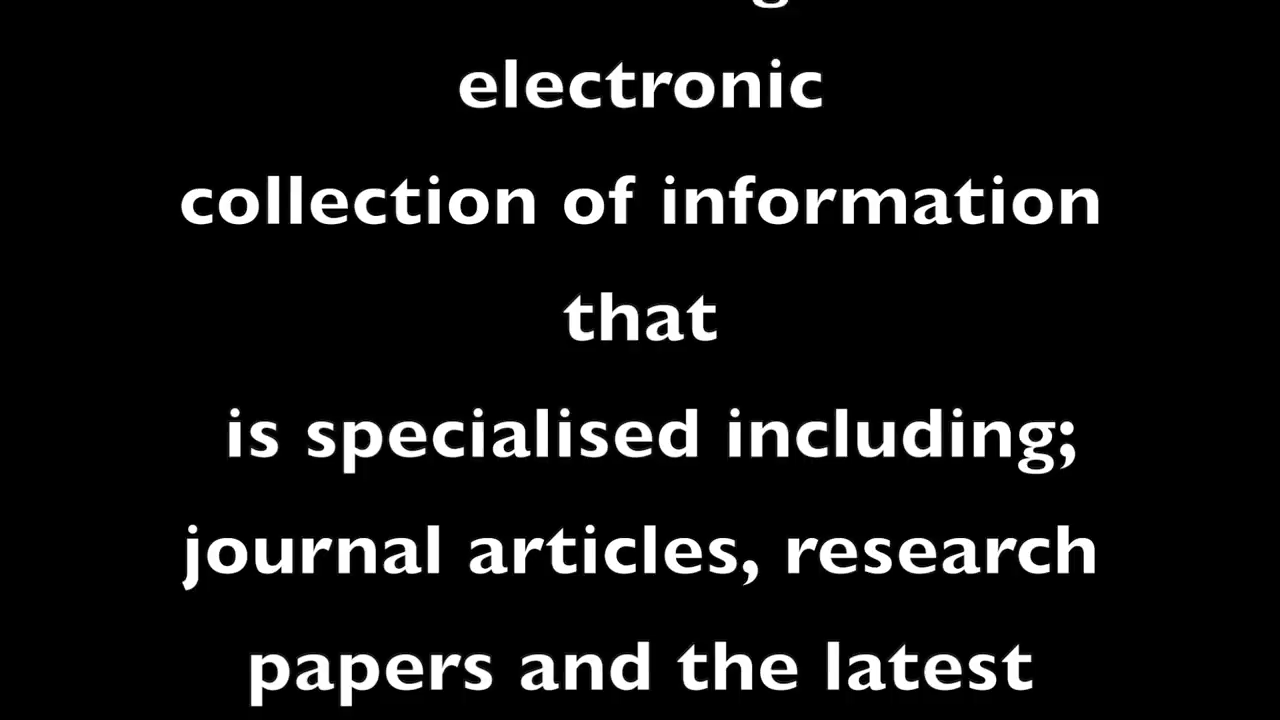 electronic
collection of information
that
is specialised including;
journal articles, research
papers and the latest